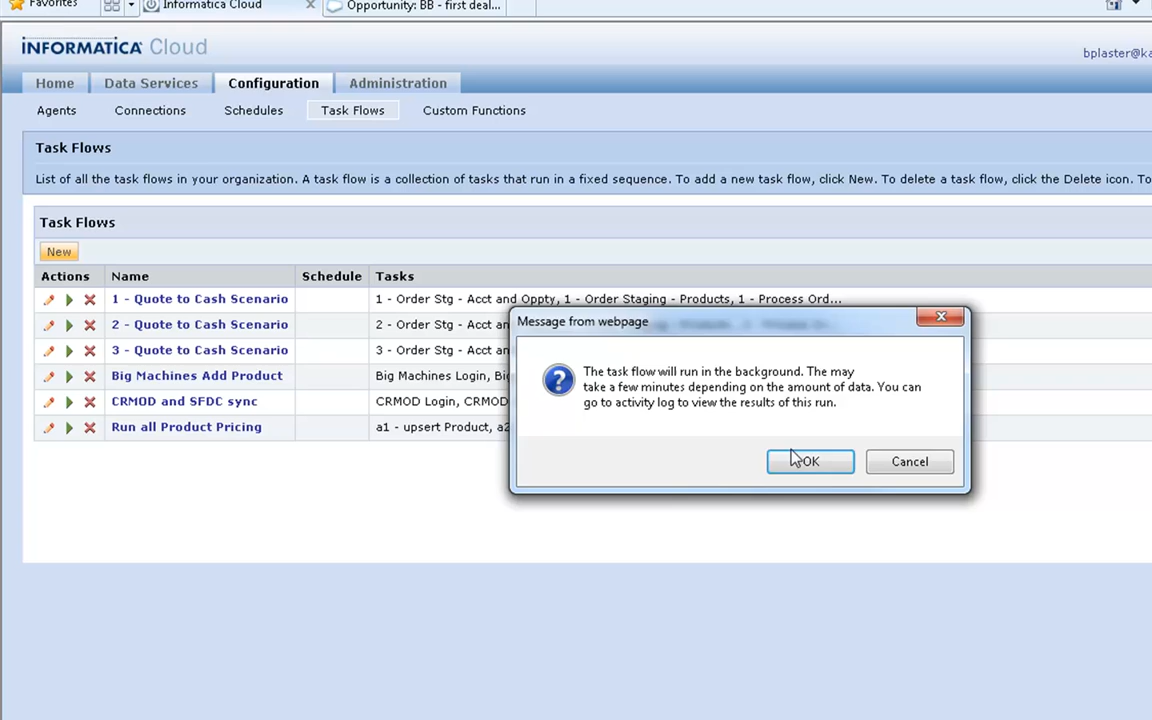 Favorites
Informatica Cloud
Opportunity: BB - first deal...
INFORMATICA Cloud
bplaster@ka
Home Data Services Configuration Administration
Agents Connections Schedules Task Flows Custom Functions
Task Flows
List of all the task flows in your organization. A task flow is a collection of tasks that run in a fixed sequence. To add a new task flow, click New. To delete a task flow, click the Delete icon. To
Task Flows
New
Actions Name Schedule Tasks
1 - Quote to Cash Scenario 1 - Order Stg - Acct and Oppty, 1 - Order Staging - Products, 1 - Process Ord...
2 - Quote to Cash Scenario 2 - Order Stg - Acct an
3 - Quote to Cash Scenario 3 - Order Stg - Acct an
Big Machines Add Product Big Machines Login, Bi
CRMOD and SFDC sync CRMOD Login, CRMOD
Run all Product Pricing a1 - upsert Product, a2
Message from webpage
The task flow will run in the background. The may
take a few minutes depending on the amount of data. You can
go to activity log to view the results of this run.
OK Cancel